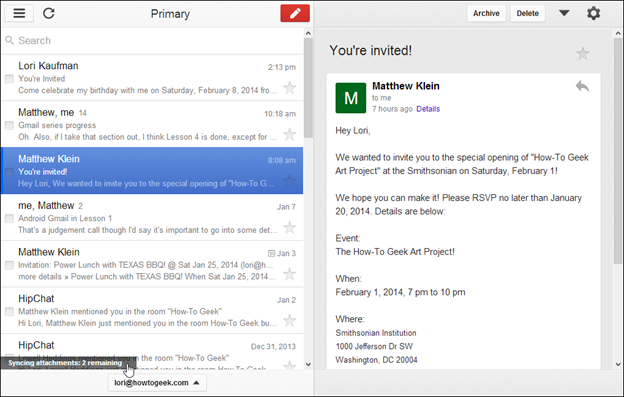 Primary
Archive
Delete
Search
Lori Kaufman
2:13 pm
You're Invited
Come celebrate my birthday with me on Saturday, February 8, 2014 fro…
Matthew, me 14
10:18 am
Gmail series progress
Oh. Also, if I take that section out, I think Lesson 4 is done, except for …
Matthew Klein
8:08 am
You're invited!
Hey Lori, We wanted to invite you to the special opening of "How-To G…
me, Matthew 2
Jan 7
Android Gmail in Lesson 1
That's a judgement call though I'd say it's important to go into some det…
Matthew Klein
Jan 3
Invitation: Power Lunch with TEXAS BBQ! @ Sat Jan 25, 2014 (lori@h…
more details » Power Lunch with TEXAS BBQ! When Sat Jan 25, 2014…
HipChat
Jan 2
Matthew Klein mentioned you in the room "How-To Geek"
Hi Lori, Matthew Klein just mentioned you in the room How-To Geek bu…
HipChat
Dec 31, 2013
Lowell Heddings mentioned you in the room "How-To Geek"
Syncing attachments: 2 remaining
lori@howtogeek.com
You're invited!
M
Matthew Klein
to me
7 hours ago Details
Hey Lori,
We wanted to invite you to the special opening of "How-To Geek
Art Project" at the Smithsonian on Saturday, February 1!
We hope you can make it! Please RSVP no later than January
20, 2014. Details are below:
Event:
The How-To Geek Art Project!
When:
February 1, 2014, 7 pm to 10 pm
Where:
Smithsonian Institution
1000 Jefferson Dr SW
Washington, DC 20004